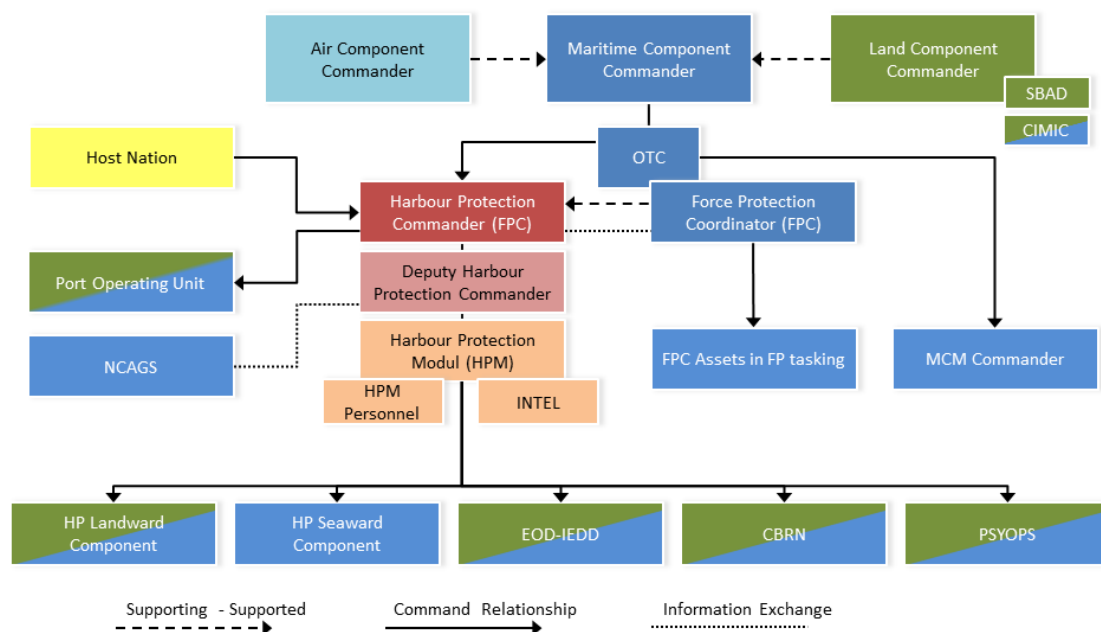 Air Component
Commander
Maritime Component
Commander
Land Component
Commander
SBAD
CIMIC
Host Nation
OTC
Harbour Protection
Commander (FPC)
Force Protection
Coordinator (FPC)
Port Operating Unit
Deputy Harbour
Protection Commander
NCAGS
Harbour Protection
Modul (HPM)
FPC Assets in FP tasking
MCM Commander
HPM
Personnel
INTEL
HP Landward
Component
HP Seaward
Component
EOD-IEDD
CBRN
PSYOPS
Supporting - Supported
Command Relationship
Information Exchange